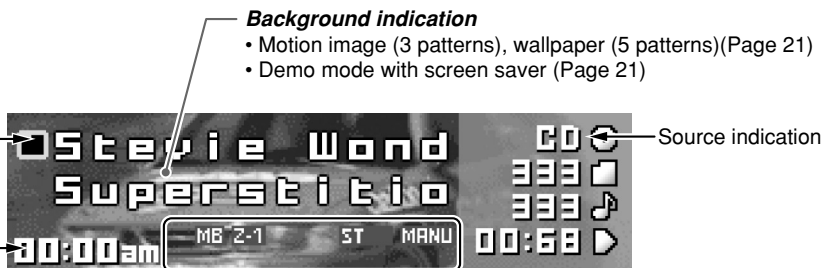 Background indication
• Motion image (3 patterns), wallpaper (5 patterns)(Page 21)
• Demo mode with screen saver (Page 21)
Stevie Wond
Superstitio
CD
Source indication
333
333
MB Z-1 ST MANU
10:00am
00:68